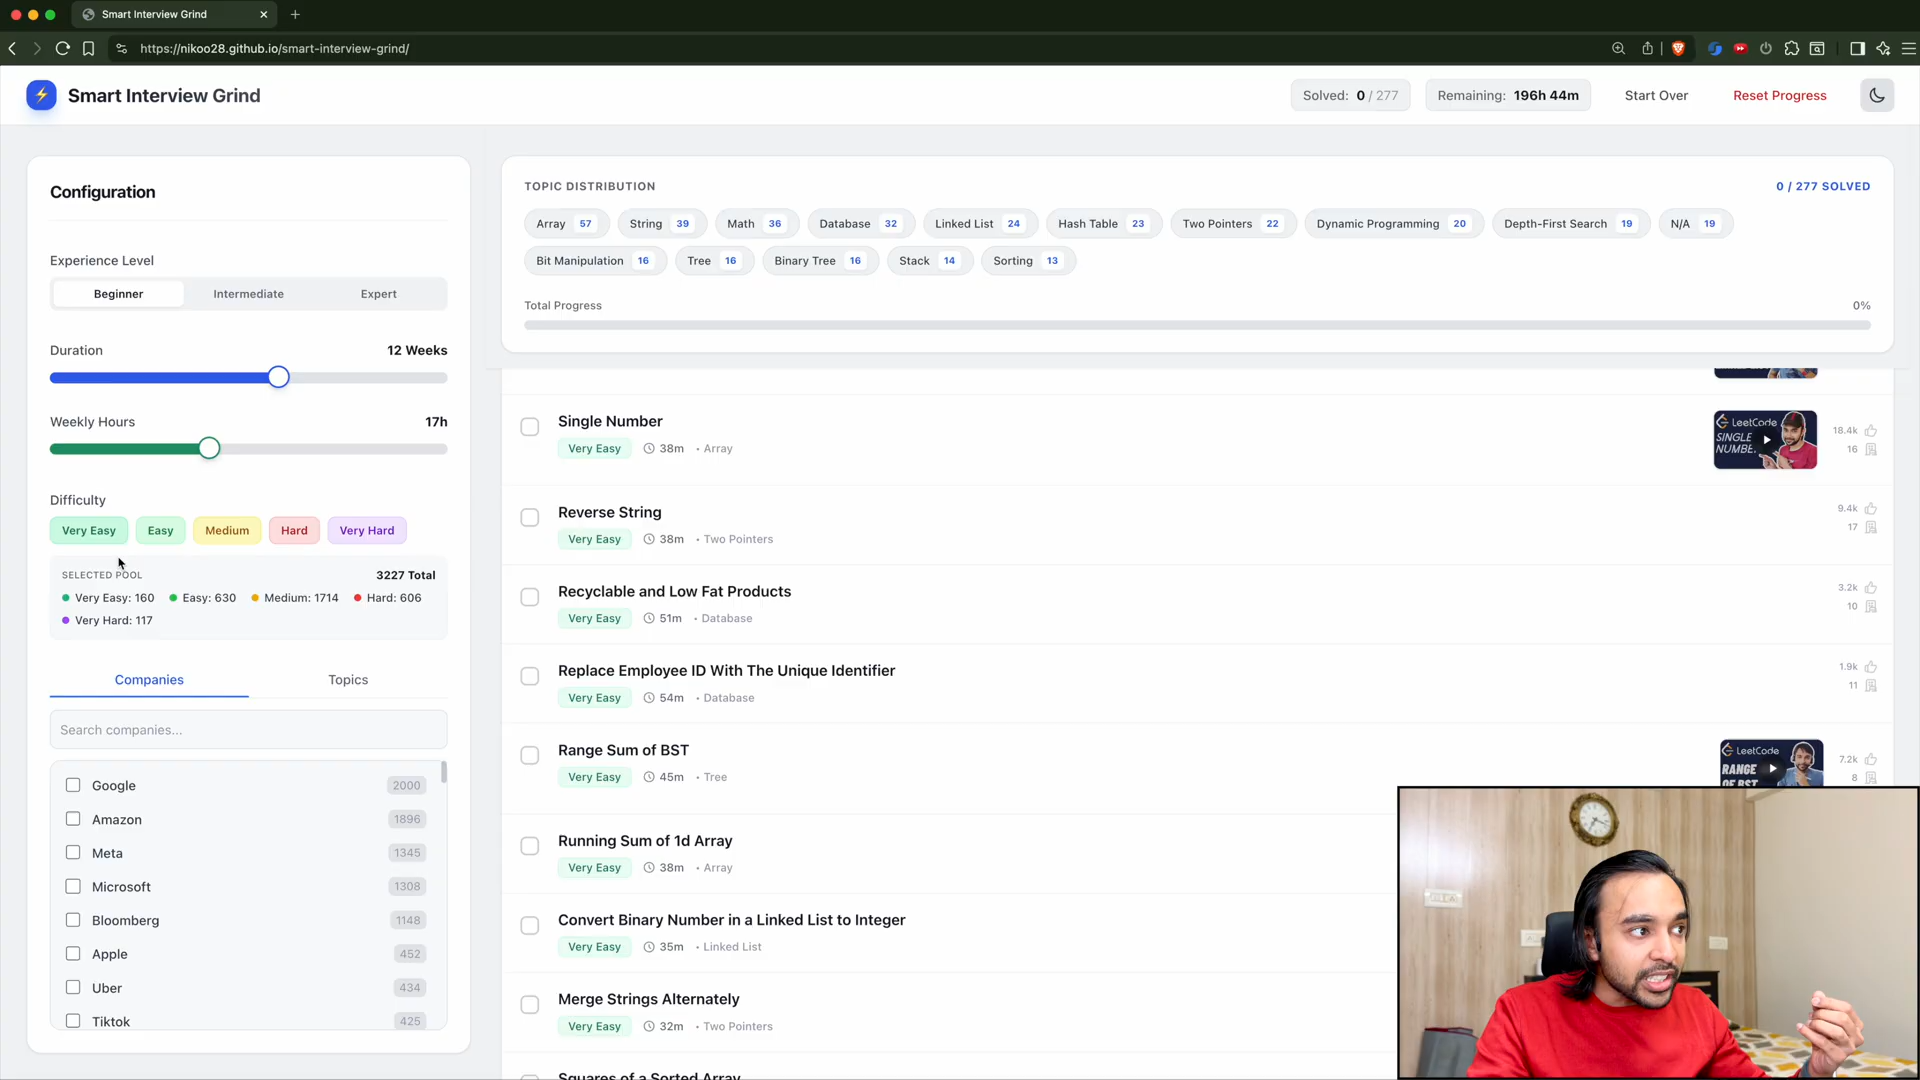 Smart Interview Grind
https://nikoo28.github.io/smart-interview-grind/
Smart Interview Grind
Solved: 0 / 277
Remaining: 196h 44m
Start Over
Reset Progress
Configuration
Experience Level
Beginner
Intermediate
Expert
Duration
12 Weeks
Weekly Hours
17h
Difficulty
Very Easy
Easy
Medium
Hard
Very Hard
SELECTED POOL
3227 Total
Very Easy: 160
Easy: 630
Medium: 1714
Hard: 606
Very Hard: 117
Companies
Topics
Search companies...
Google 2000
Amazon 1896
Meta 1345
Microsoft 1308
Bloomberg 1148
Apple 452
Uber 434
Tiktok 425
TOPIC DISTRIBUTION
0 / 277 SOLVED
Array 57
String 39
Math 36
Database 32
Linked List 24
Hash Table 23
Two Pointers 22
Dynamic Programming 20
Depth-First Search 19
N/A 19
Bit Manipulation 16
Tree 16
Binary Tree 16
Stack 14
Sorting 13
Total Progress
0%
Single Number
Very Easy 38m • Array
LeetCode
SINGLE
NUMBER
18.4k
16
Reverse String
Very Easy 38m • Two Pointers
9.4k
17
Recyclable and Low Fat Products
Very Easy 51m • Database
3.2k
10
Replace Employee ID With The Unique Identifier
Very Easy 54m • Database
1.9k
11
Range Sum of BST
Very Easy 45m • Tree
LeetCode
RANGE
OF BST
7.2k
8
Running Sum of 1d Array
Very Easy 38m • Array
Convert Binary Number in a Linked List to Integer
Very Easy 35m • Linked List
Merge Strings Alternately
Very Easy 32m • Two Pointers
Squares of a Sorted Array